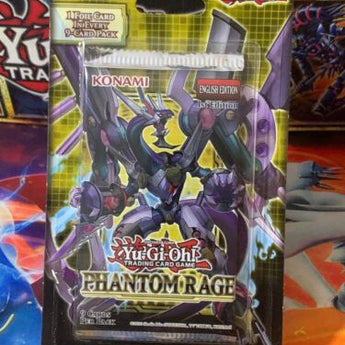 1 FOIL CARD
IN EVERY
9-CARD PACK
KONAMI
ENGLISH EDITION
1st Edition
Yu-Gi-Oh!
TRADING CARD GAME
PHANTOM RAGE
9 CARDS
PER PACK